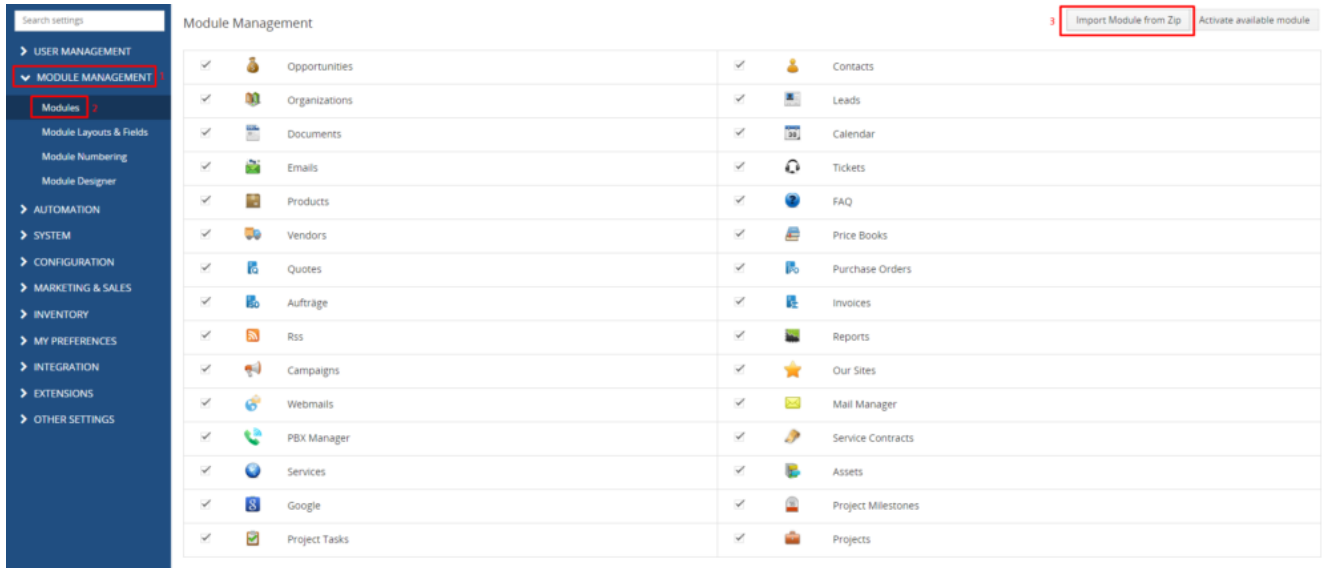 Search settings
Module Management
3
Import Module from Zip
Activate available module
USER MANAGEMENT
MODULE MANAGEMENT 1
Modules 2
Module Layouts & Fields
Module Numbering
Module Designer
AUTOMATION
SYSTEM
CONFIGURATION
MARKETING & SALES
INVENTORY
MY PREFERENCES
INTEGRATION
EXTENSIONS
OTHER SETTINGS
Opportunities
Contacts
Organizations
Leads
Documents
30
Calendar
Emails
Tickets
Products
?
FAQ
Vendors
Price Books
Quotes
Purchase Orders
Aufträge
Invoices
Rss
Reports
Campaigns
Our Sites
Webmails
Mail Manager
PBX Manager
Service Contracts
Services
Assets
8
Google
Project Milestones
Project Tasks
Projects